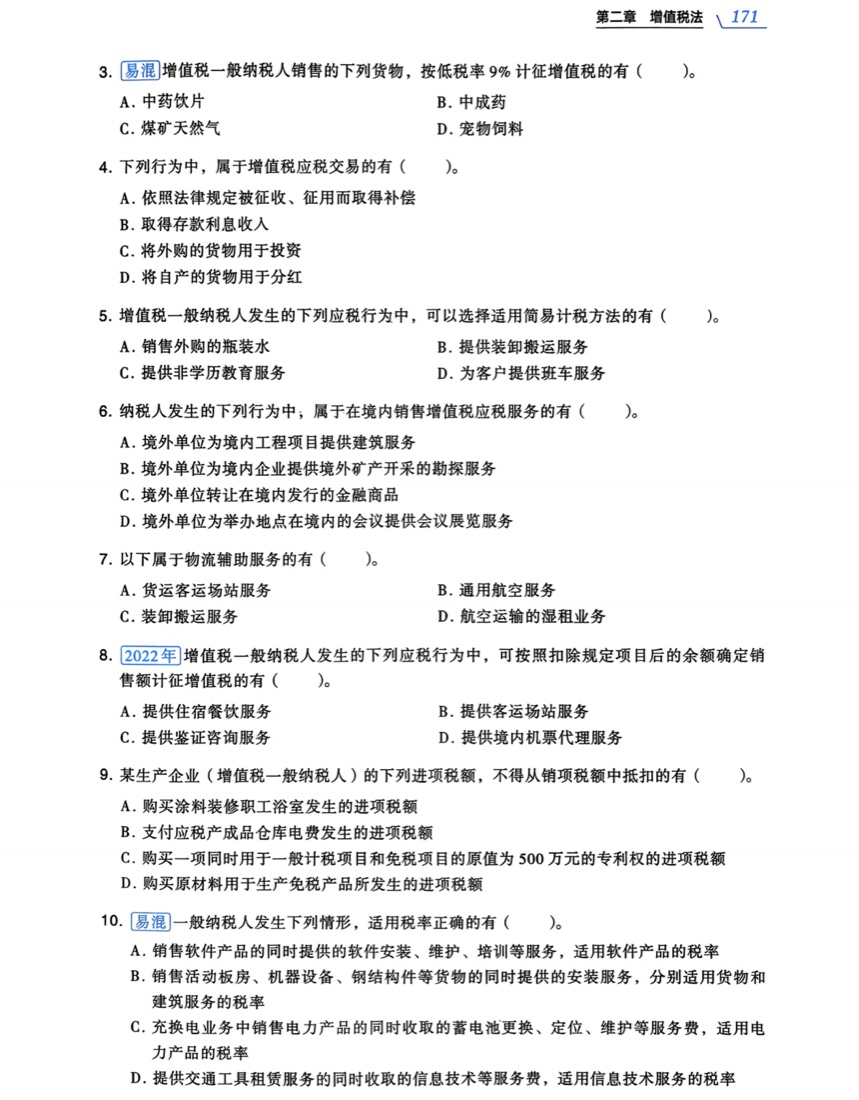 第二章 增值税法 171
3. 易混 增值税一般纳税人销售的下列货物，按低税率 9% 计征增值税的有（ ）。
A. 中药饮片 B. 中成药
C. 煤矿天然气 D. 宠物饲料
4. 下列行为中，属于增值税应税交易的有（ ）。
A. 依照法律规定被征收、征用而取得补偿
B. 取得存款利息收入
C. 将外购的货物用于投资
D. 将自产的货物用于分红
5. 增值税一般纳税人发生的下列应税行为中，可以选择适用简易计税方法的有（ ）。
A. 销售外购的瓶装水 B. 提供装卸搬运服务
C. 提供非学历教育服务 D. 为客户提供班车服务
6. 纳税人发生的下列行为中，属于在境内销售增值税应税服务的有（ ）。
A. 境外单位为境内工程项目提供建筑服务
B. 境外单位为境内企业提供境外矿产开采的勘探服务
C. 境外单位转让在境内发行的金融商品
D. 境外单位为举办地点在境内的会议提供会议展览服务
7. 以下属于物流辅助服务的有（ ）。
A. 货运客运场站服务 B. 通用航空服务
C. 装卸搬运服务 D. 航空运输的湿租业务
8. 2022年 增值税一般纳税人发生的下列应税行为中，可按照扣除规定项目后的余额确定销
售额计征增值税的有（ ）。
A. 提供住宿餐饮服务 B. 提供客运场站服务
C. 提供鉴证咨询服务 D. 提供境内机票代理服务
9. 某生产企业（增值税一般纳税人）的下列进项税额，不得从销项税额中抵扣的有（ ）。
A. 购买涂料装修职工浴室发生的进项税额
B. 支付应税产成品仓库电费发生的进项税额
C. 购买一项同时用于一般计税项目和免税项目的原值为 500 万元的专利权的进项税额
D. 购买原材料用于生产免税产品所发生的进项税额
10. 易混 一般纳税人发生下列情形，适用税率正确的有（ ）。
A. 销售软件产品的同时提供的软件安装、维护、培训等服务，适用软件产品的税率
B. 销售活动板房、机器设备、钢结构件等货物的同时提供的安装服务，分别适用货物和
建筑服务的税率
C. 充换电业务中销售电力产品的同时收取的蓄电池更换、定位、维护等服务费，适用电
力产品的税率
D. 提供交通工具租赁服务的同时收取的信息技术等服务费，适用信息技术服务的税率